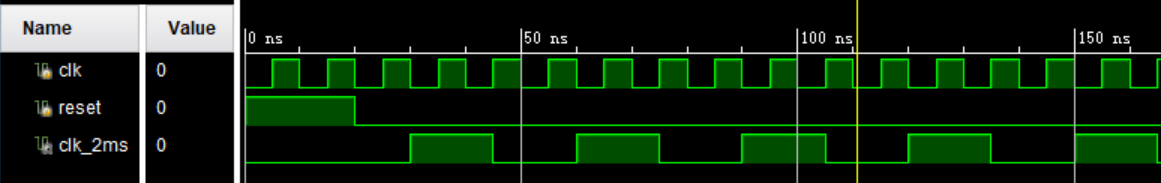 Name Value
0 ns 50 ns 100 ns 150 ns
clk 0
reset 0
clk_2ms 0